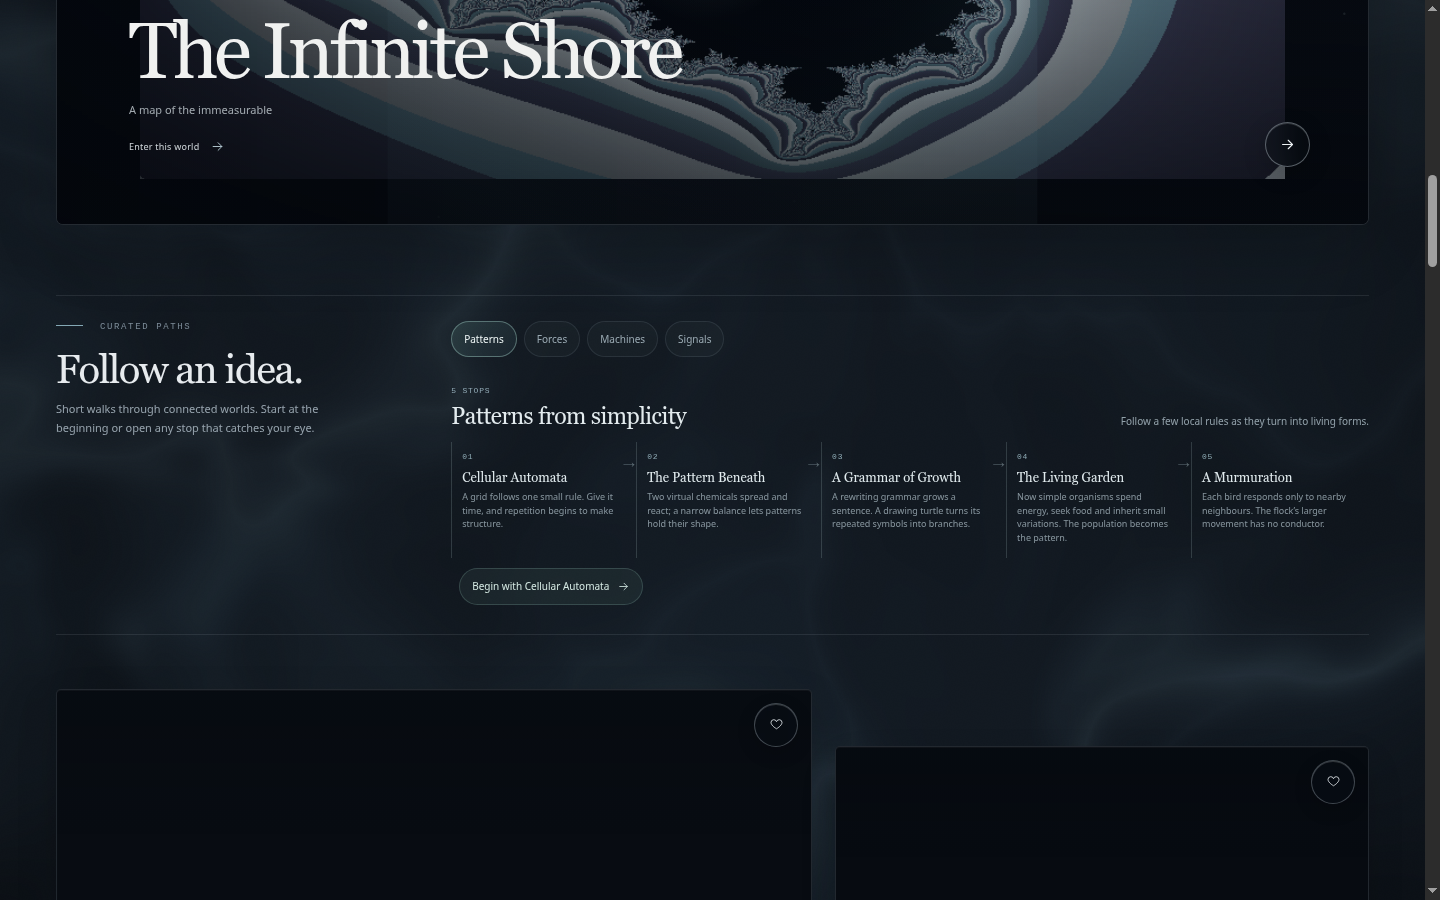 The Infinite Shore
A map of the immeasurable
Enter this world →
CURATED PATHS
Follow an idea.
Short walks through connected worlds. Start at the
beginning or open any stop that catches your eye.
Patterns
Forces
Machines
Signals
5 STOPS
Patterns from simplicity
Follow a few local rules as they turn into living forms.
01
Cellular Automata
A grid follows one small rule. Give it
time, and repetition begins to make
structure.
02
The Pattern Beneath
Two virtual chemicals spread and
react; a narrow balance lets patterns
hold their shape.
03
A Grammar of Growth
A rewriting grammar grows a
sentence. A drawing turtle turns its
repeated symbols into branches.
04
The Living Garden
Now simple organisms spend
energy, seek food and inherit small
variations. The population becomes
the pattern.
05
A Murmuration
Each bird responds only to nearby
neighbours. The flock's larger
movement has no conductor.
Begin with Cellular Automata →